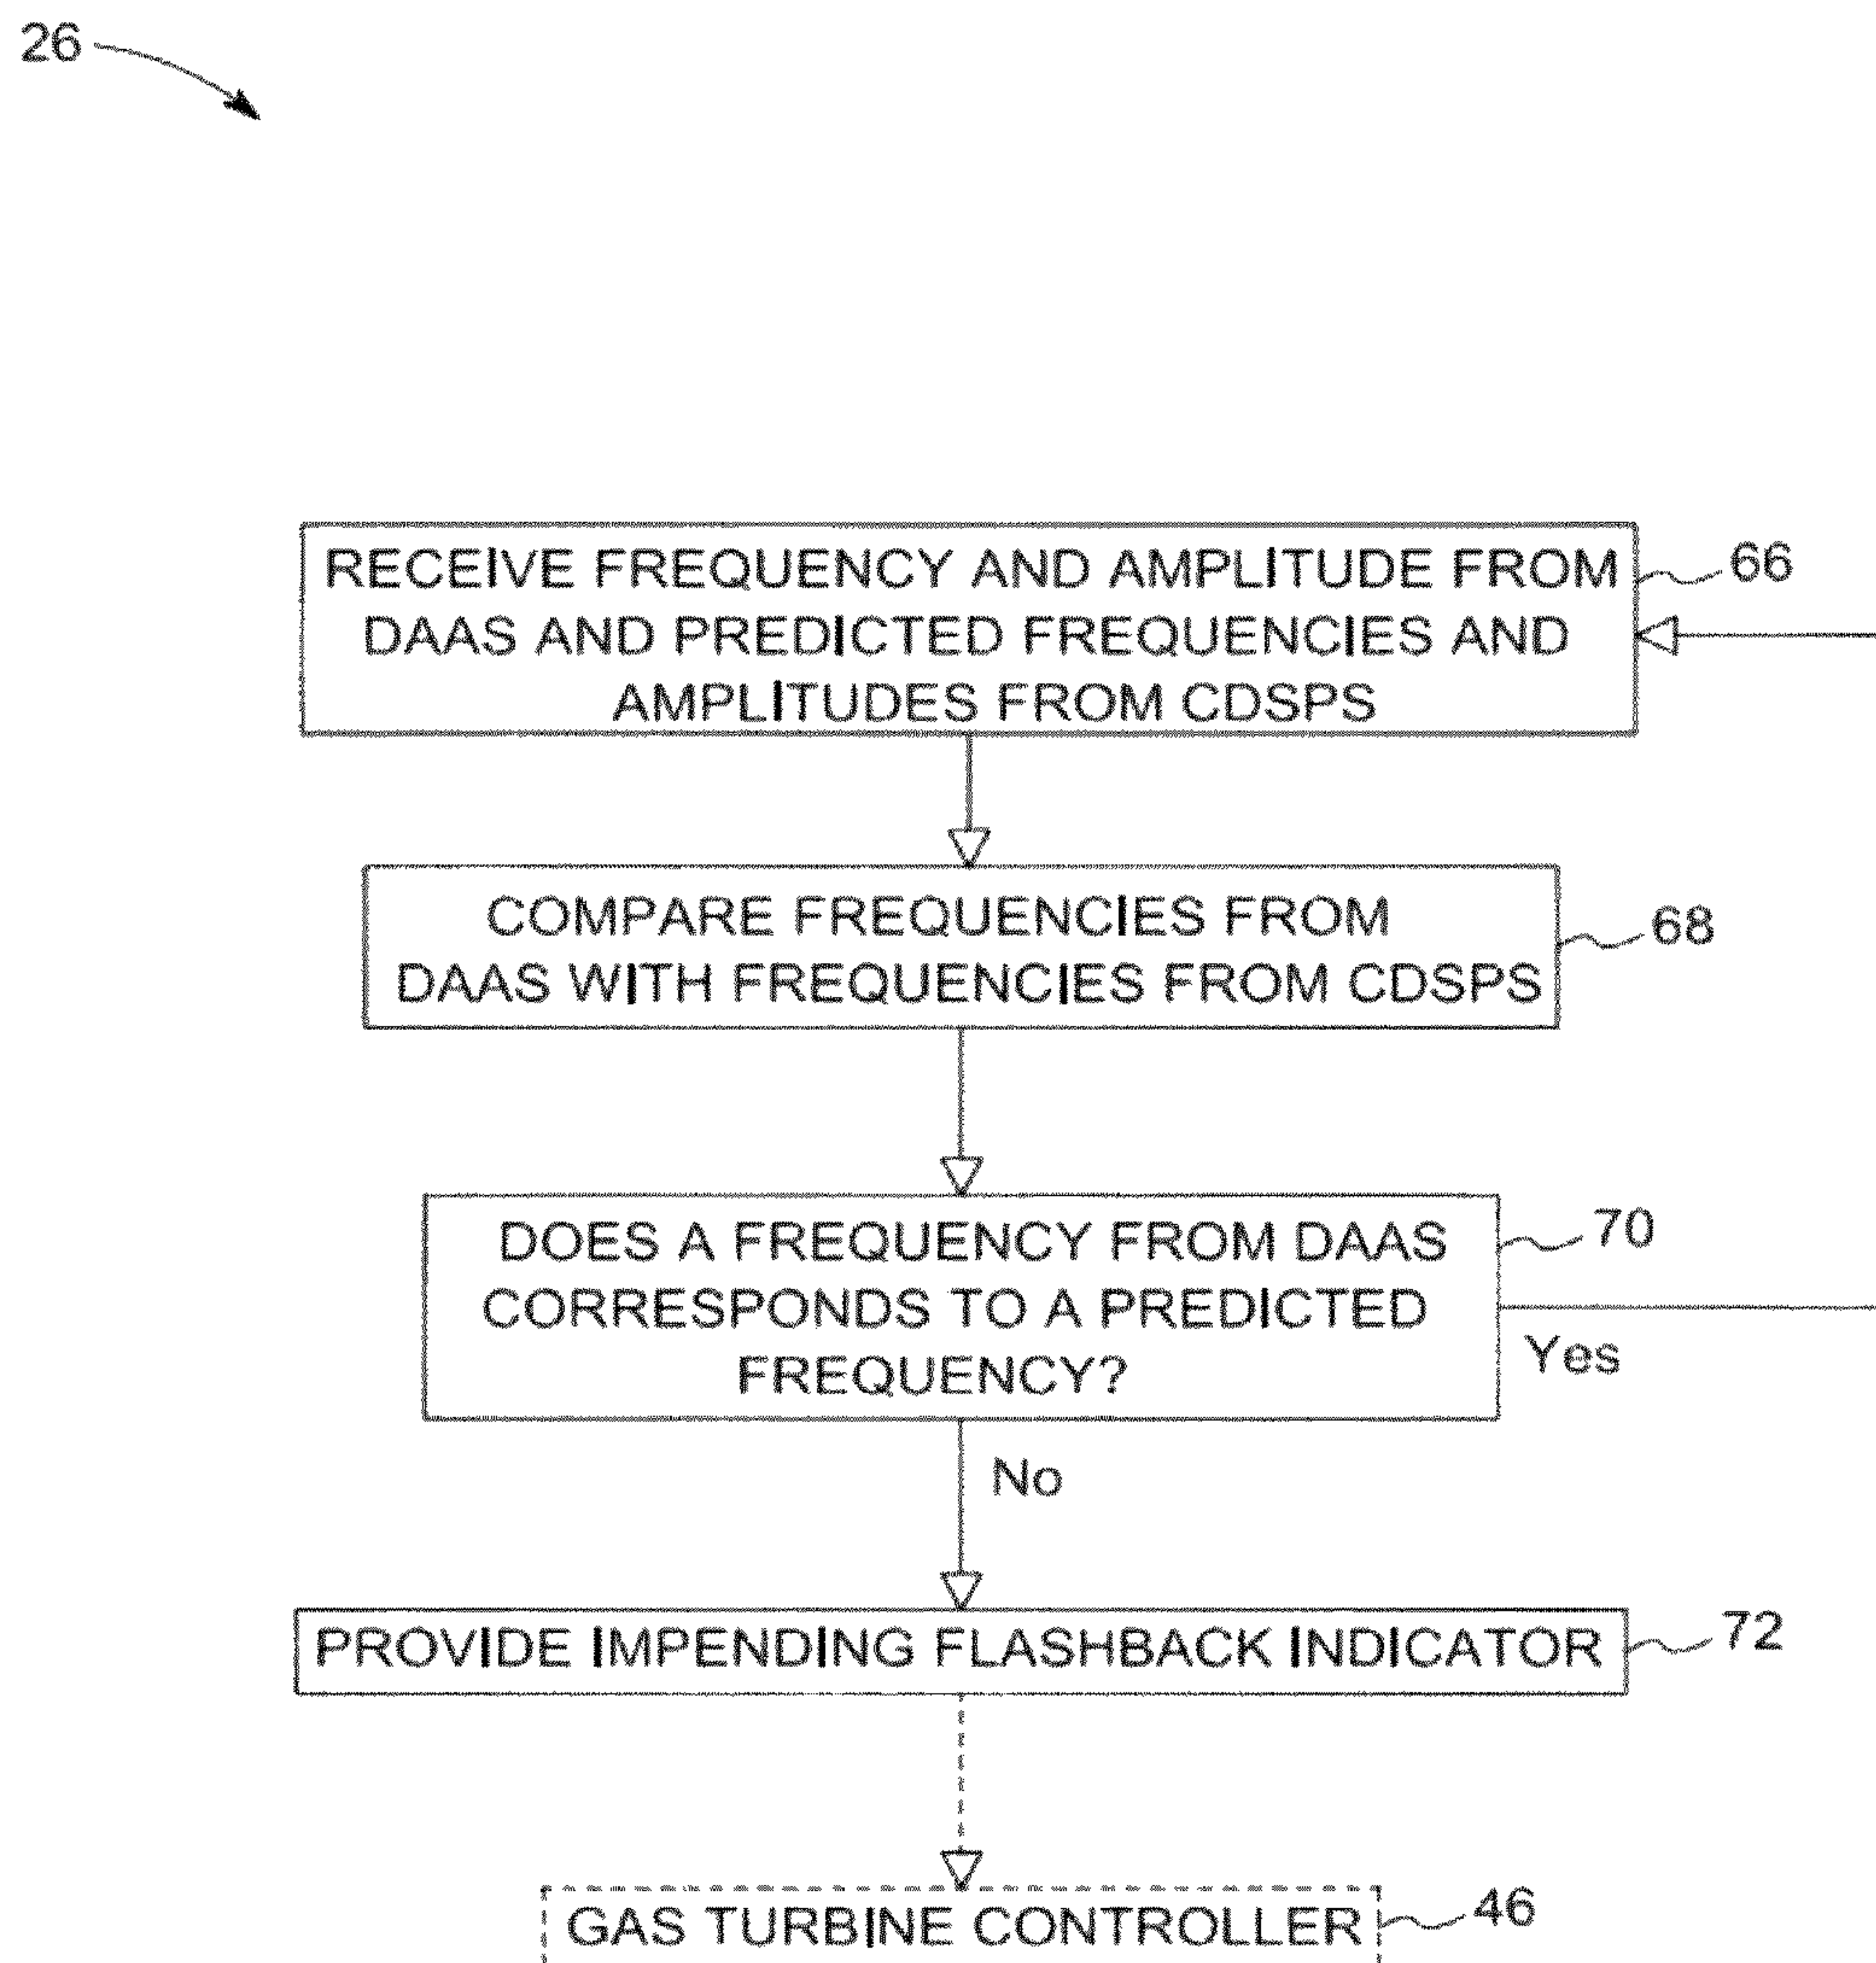 26
RECEIVE FREQUENCY AND AMPLITUDE FROM
DAAS AND PREDICTED FREQUENCIES AND
AMPLITUDES FROM CDSPS
66
COMPARE FREQUENCIES FROM
DAAS WITH FREQUENCIES FROM CDSPS
68
DOES A FREQUENCY FROM DAAS
CORRESPONDS TO A PREDICTED
FREQUENCY?
70
Yes
No
PROVIDE IMPENDING FLASHBACK INDICATOR
72
GAS TURBINE CONTROLLER
46